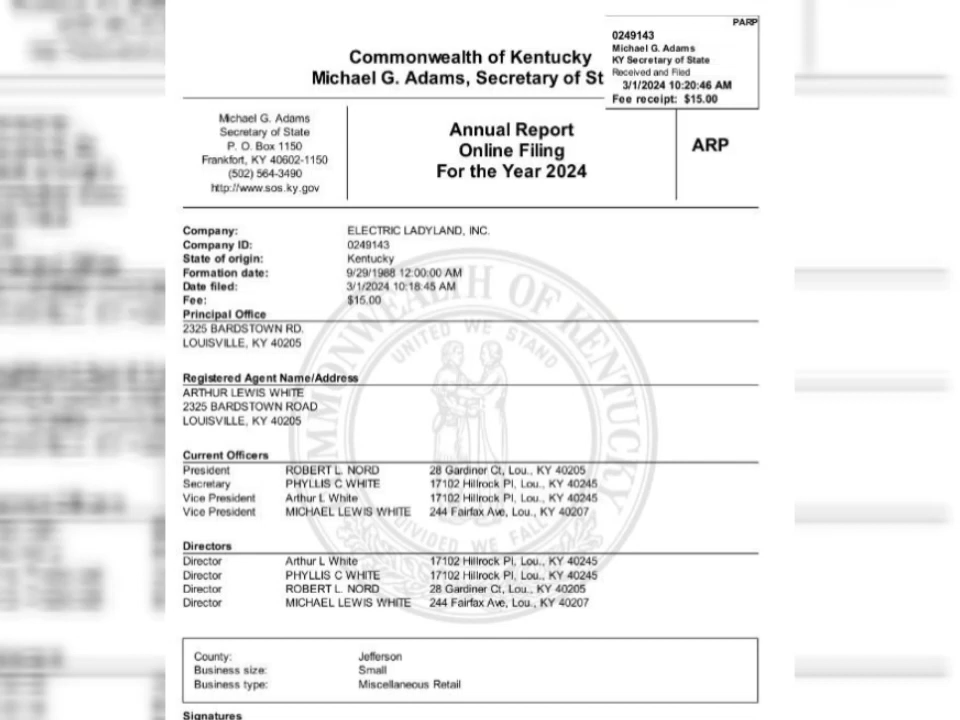 PARP
0249143
Michael G. Adams
KY Secretary of State
Received and Filed
3/1/2024 10:20:46 AM
Fee receipt: $15.00
Commonwealth of Kentucky
Michael G. Adams, Secretary of St
Michael G. Adams
Secretary of State
P. O. Box 1150
Frankfort, KY 40602-1150
(502) 564-3490
http://www.sos.ky.gov
Annual Report
Online Filing
For the Year 2024
ARP
Company: ELECTRIC LADYLAND, INC.
Company ID: 0249143
State of origin: Kentucky
Formation date: 9/29/1988 12:00:00 AM
Date filed: 3/1/2024 10:18:45 AM
Fee: $15.00
Principal Office
2325 BARDSTOWN RD.
LOUISVILLE, KY 40205
Registered Agent Name/Address
ARTHUR LEWIS WHITE
2325 BARDSTOWN ROAD
LOUISVILLE, KY 40205
Current Officers
President ROBERT L. NORD 28 Gardiner Ct, Lou., KY 40205
Secretary PHYLLIS C WHITE 17102 Hillrock Pl, Lou., KY 40245
Vice President Arthur L White 17102 Hillrock Pl, Lou., KY 40245
Vice President MICHAEL LEWIS WHITE 244 Fairfax Ave, Lou., KY 40207
Directors
Director Arthur L White 17102 Hillrock Pl, Lou., KY 40245
Director PHYLLIS C WHITE 17102 Hillrock Pl, Lou., KY 40245
Director ROBERT L. NORD 28 Gardiner Ct, Lou., KY 40205
Director MICHAEL LEWIS WHITE 244 Fairfax Ave, Lou., KY 40207
County: Jefferson
Business size: Small
Business type: Miscellaneous Retail
Signatures
COMMONWEALTH OF KENTUCKY
UNITED WE STAND
DIVIDED WE FALL